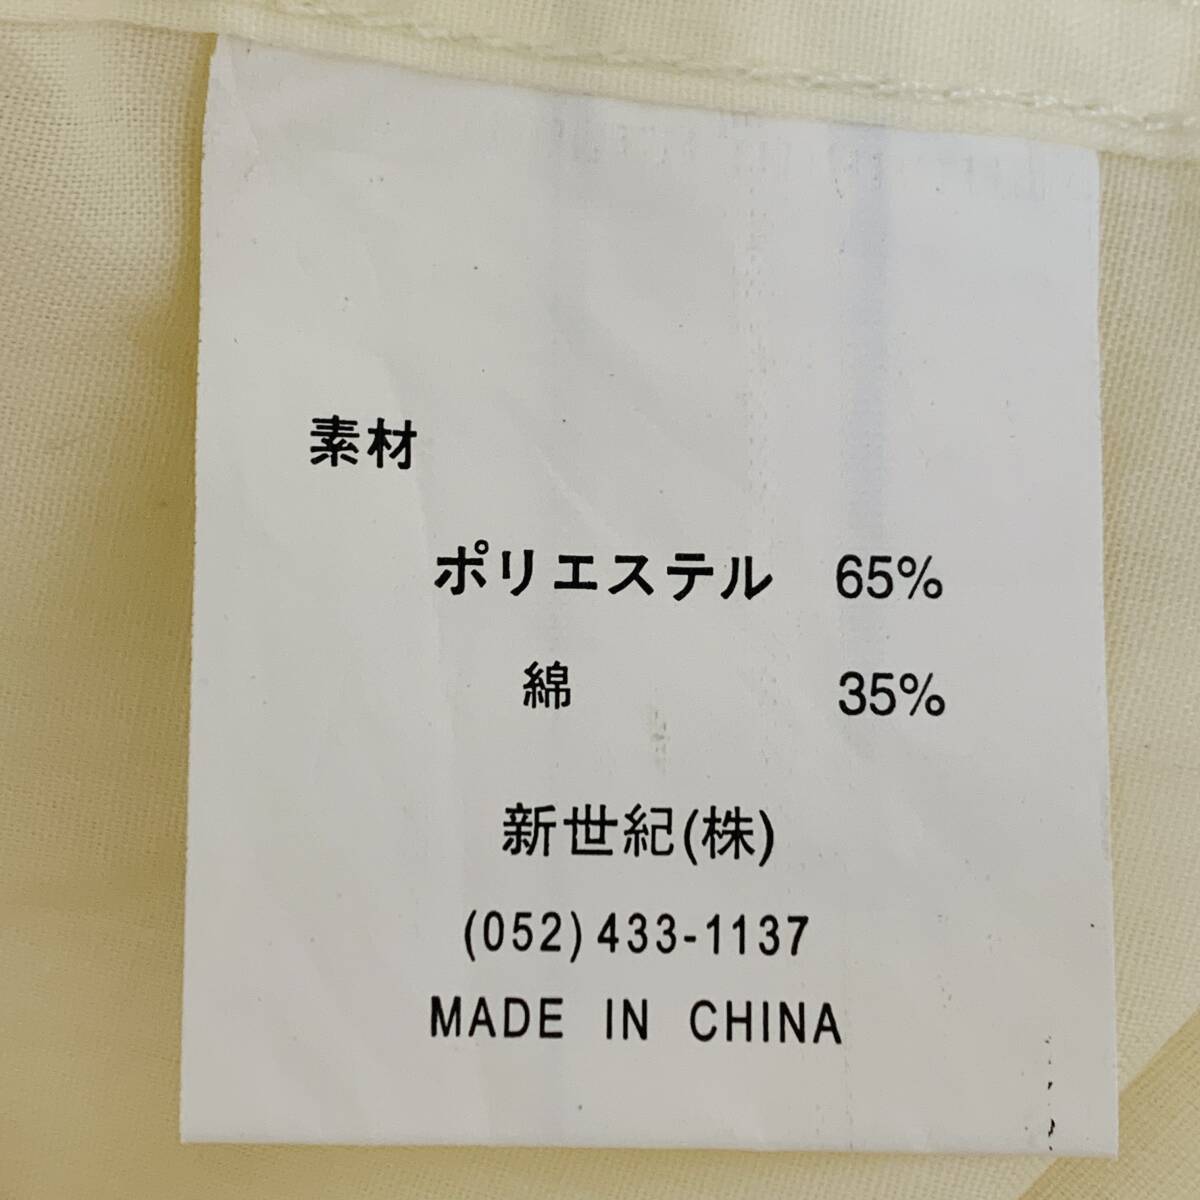 素材
ポリエステル 65%
綿 35%
新世紀(株)
(052)433-1137
MADE IN CHINA